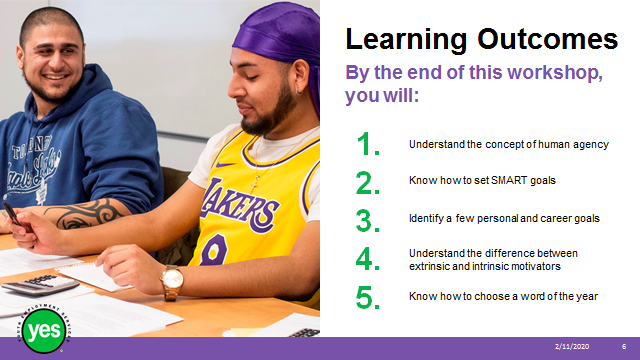 Learning Outcomes
By the end of this workshop,
you will:
1. Understand the concept of human agency
2. Know how to set SMART goals
3. Identify a few personal and career goals
4. Understand the difference between
extrinsic and intrinsic motivators
5. Know how to choose a word of the year
LAKERS
YOUTH EMPLOYMENT SERVICES
yes
2/11/2020 6